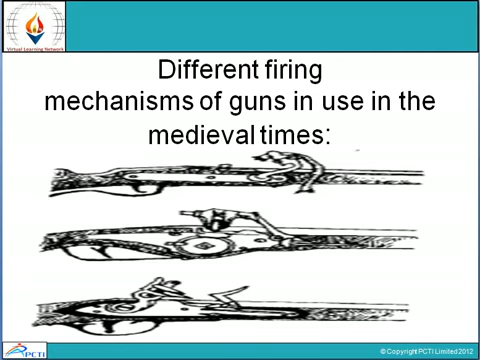 Virtual Learning Network
Different firing
mechanisms of guns in use in the
medieval times:
PCTI
© Copyright PCTI Limited 2012